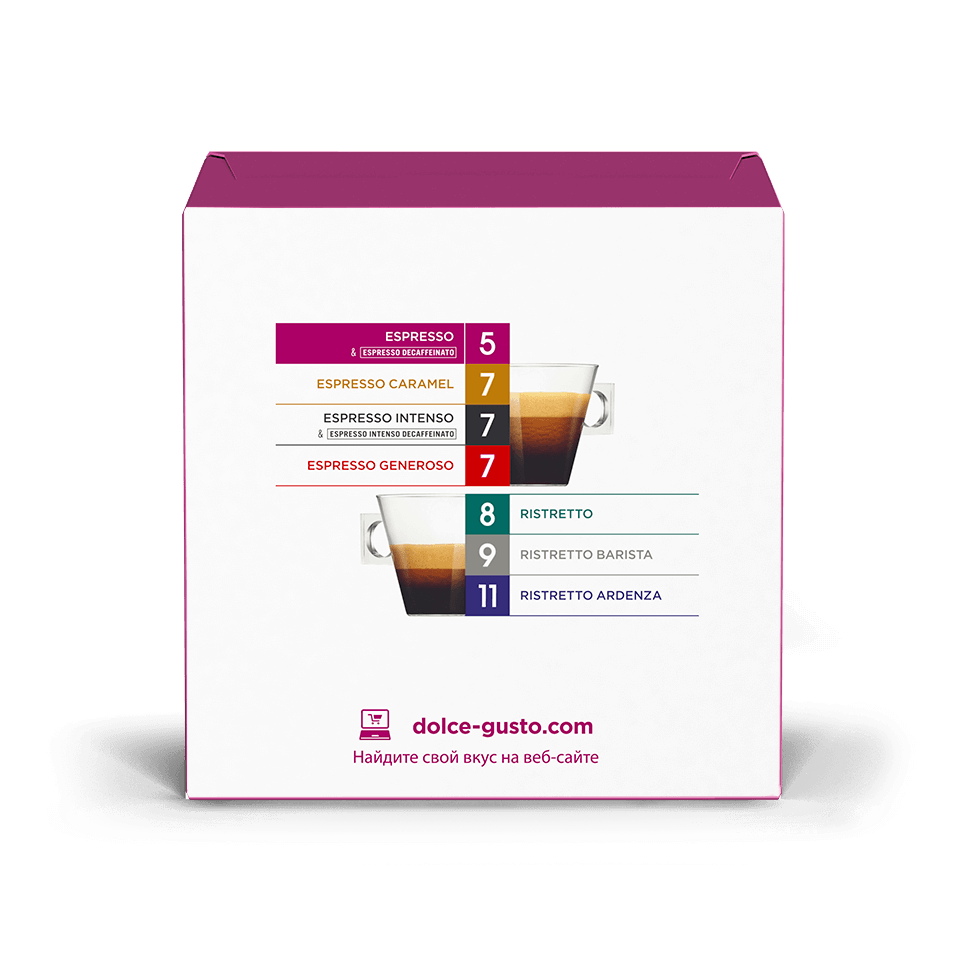 ESPRESSO 5
& ESPRESSO DECAFFEINATO
ESPRESSO CARAMEL 7
ESPRESSO INTENSO 7
& ESPRESSO INTENSO DECAFFEINATO
ESPRESSO GENEROSO 7
8 RISTRETTO
9 RISTRETTO BARISTA
11 RISTRETTO ARDENZA
dolce-gusto.com
Найдите свой вкус на веб-сайте